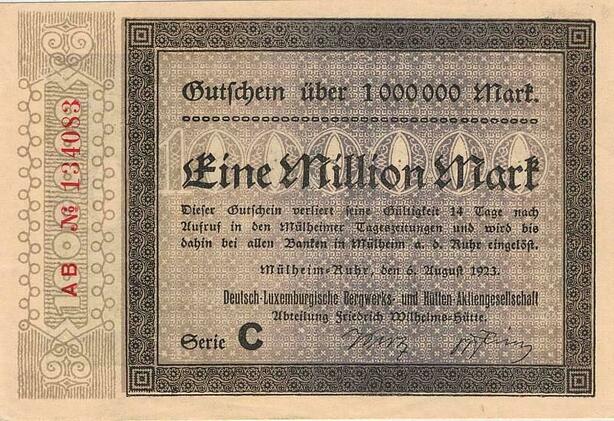 AB № 134083
Gutschein über 1 000 000 Mark.
Eine Million Mark
Dieser Gutschein verliert seine Gültigkeit 14 Tage nach
Aufruf in den Mülheimer Tageszeitungen und wird bis
dahin bei allen Banken in Mülheim a. d. Ruhr eingelöst.
Mülheim-Ruhr, den 6. August 1923.
Deutsch-Luxemburgische Bergwerks- und Hütten-Aktiengesellschaft
Abteilung Friedrich Wilhelms-Hütte.
Serie C